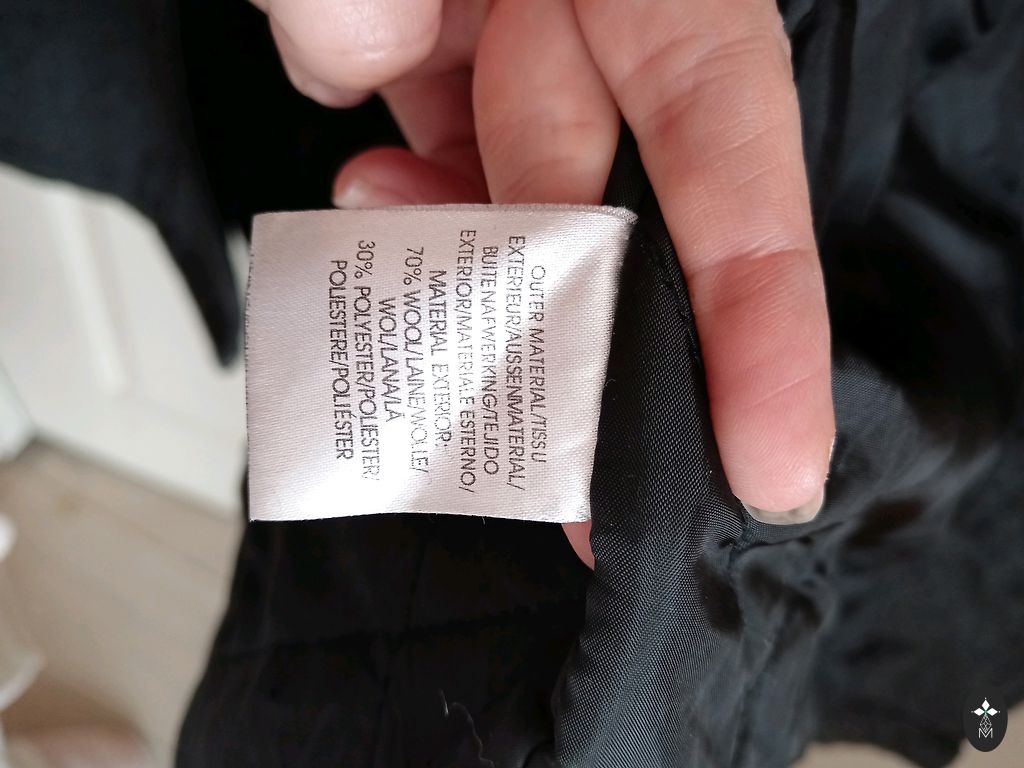 OUTER MATERIAL/TISSU
EXTERIEUR/AUSSENMATERIAL/
BUITENAFWERKING/TEJIDO
EXTERIOR/MATERIALE ESTERNO/
MATERIAL EXTERIOR:
70% WOOL/LAINE/WOLLE/
WOL/LANA/LÃ
30% POLYESTER/POLIESTER/
POLIESTERE/POLIÉSTER
M